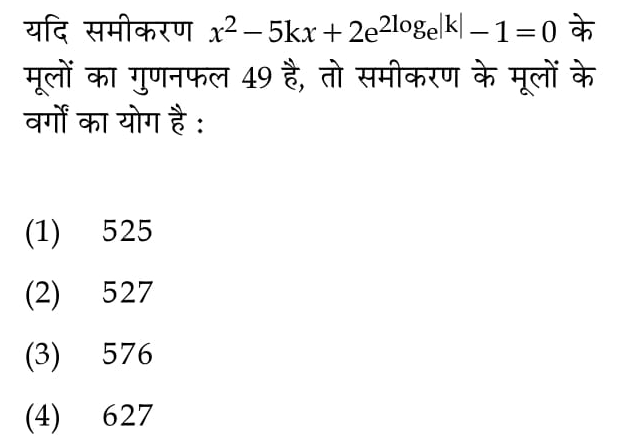 यदि समीकरण x² – 5kx + 2e^{2logₑ|k|} – 1 = 0 के
मूलों का गुणनफल 49 है, तो समीकरण के मूलों के
वर्गों का योग है :
(1) 525
(2) 527
(3) 576
(4) 627